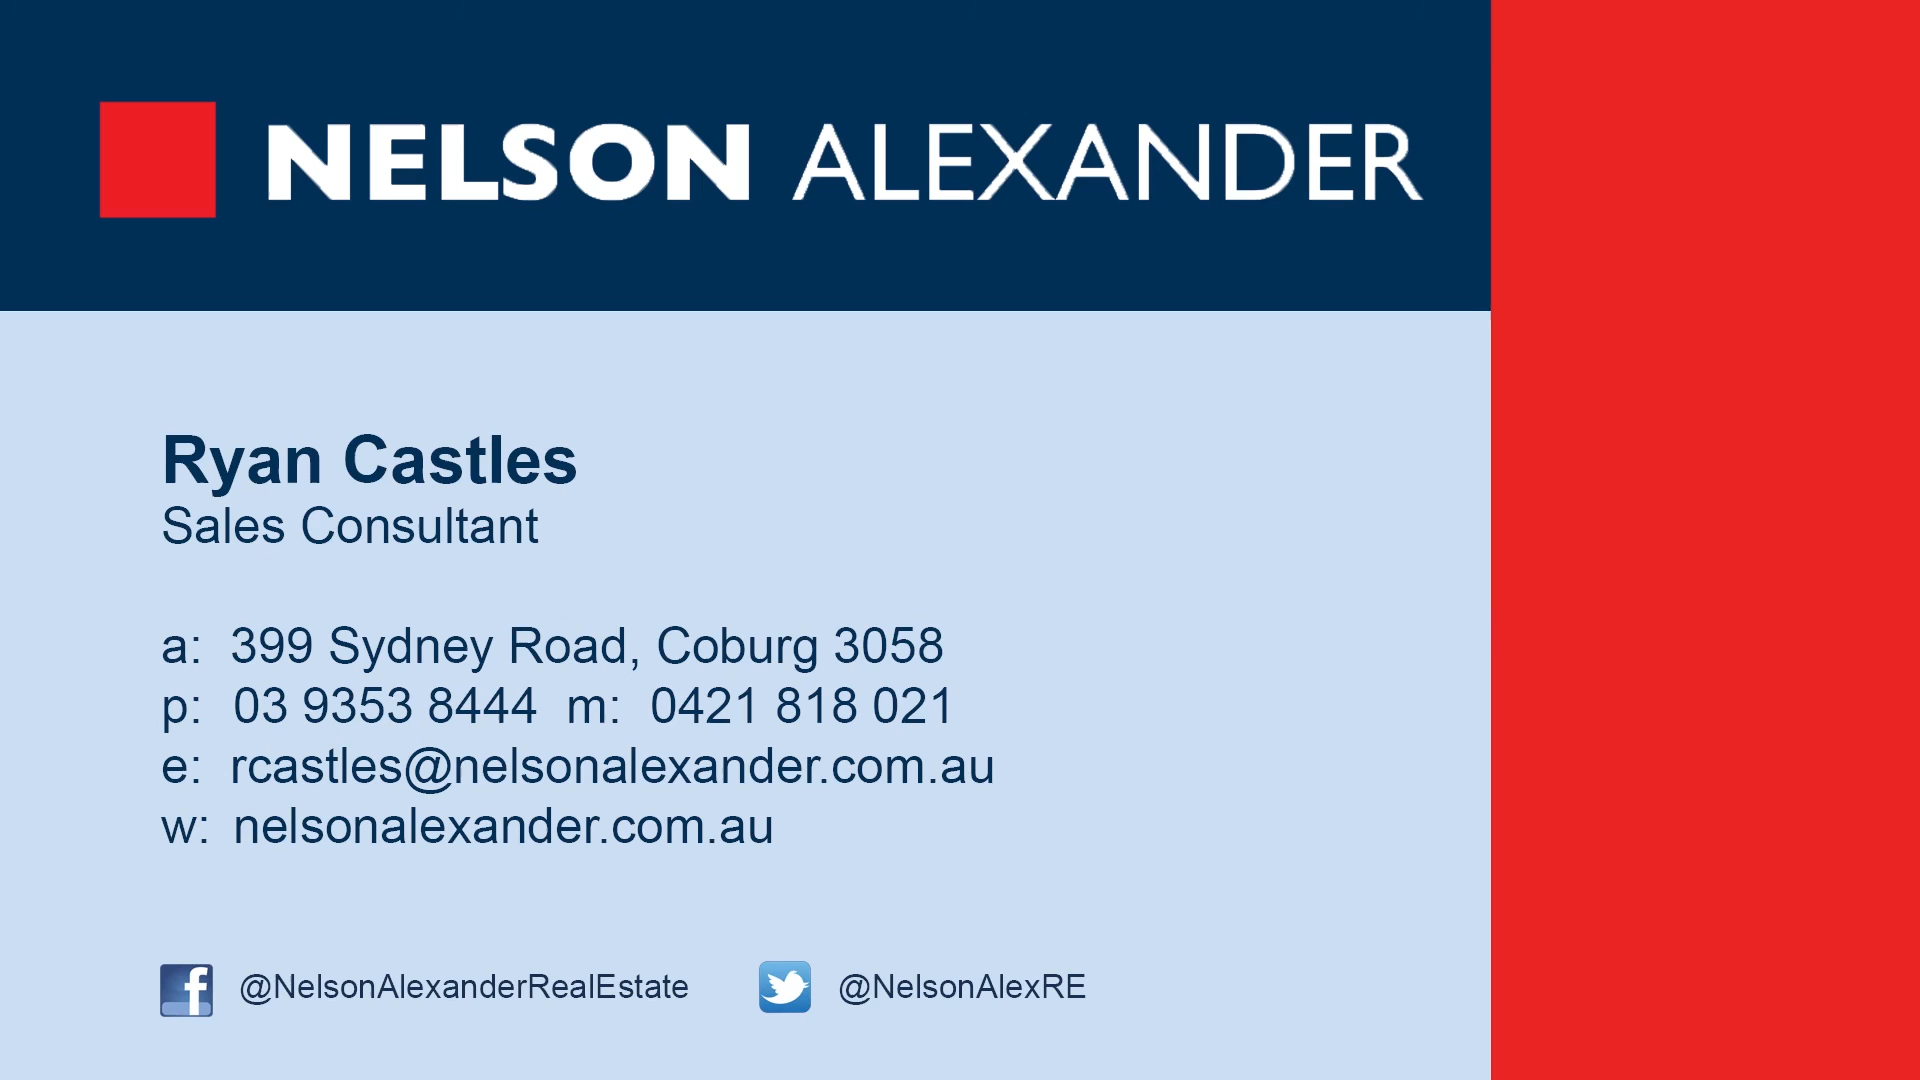 NELSON ALEXANDER
Ryan Castles
Sales Consultant
a: 399 Sydney Road, Coburg 3058
p: 03 9353 8444 m: 0421 818 021
e: rcastles@nelsonalexander.com.au
w: nelsonalexander.com.au
@NelsonAlexanderRealEstate @NelsonAlexRE